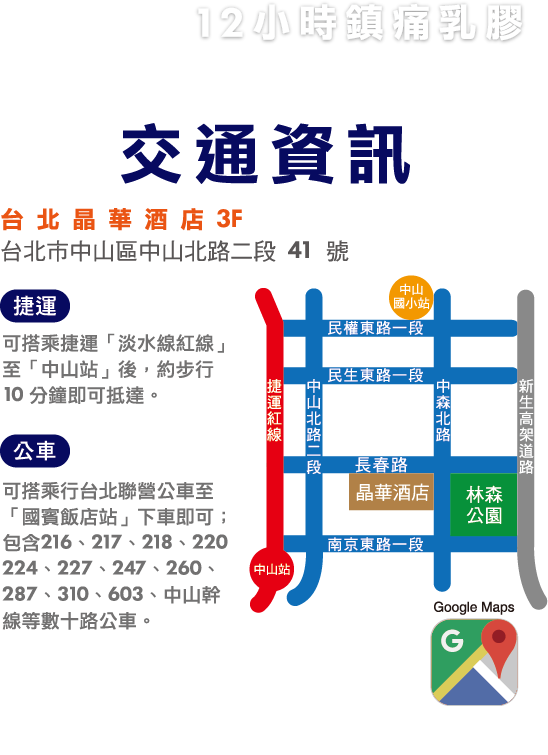 12小時鎮痛乳膠
交通資訊
台北晶華酒店 3F
台北市中山區中山北路二段 41 號
捷運
可搭乘捷運「淡水線紅線」
至「中山站」後，約步行
10 分鐘即可抵達。
公車
可搭乘行台北聯營公車至
「國賓飯店站」下車即可；
包含216、217、218、220
224、227、247、260、
287、310、603、中山幹
線等數十路公車。
中山
國小站
民權東路一段
民生東路一段
捷運紅線
中山北路二段
中森北路
新生高架道路
長春路
晶華酒店
林森
公園
南京東路一段
中山站
Google Maps
G